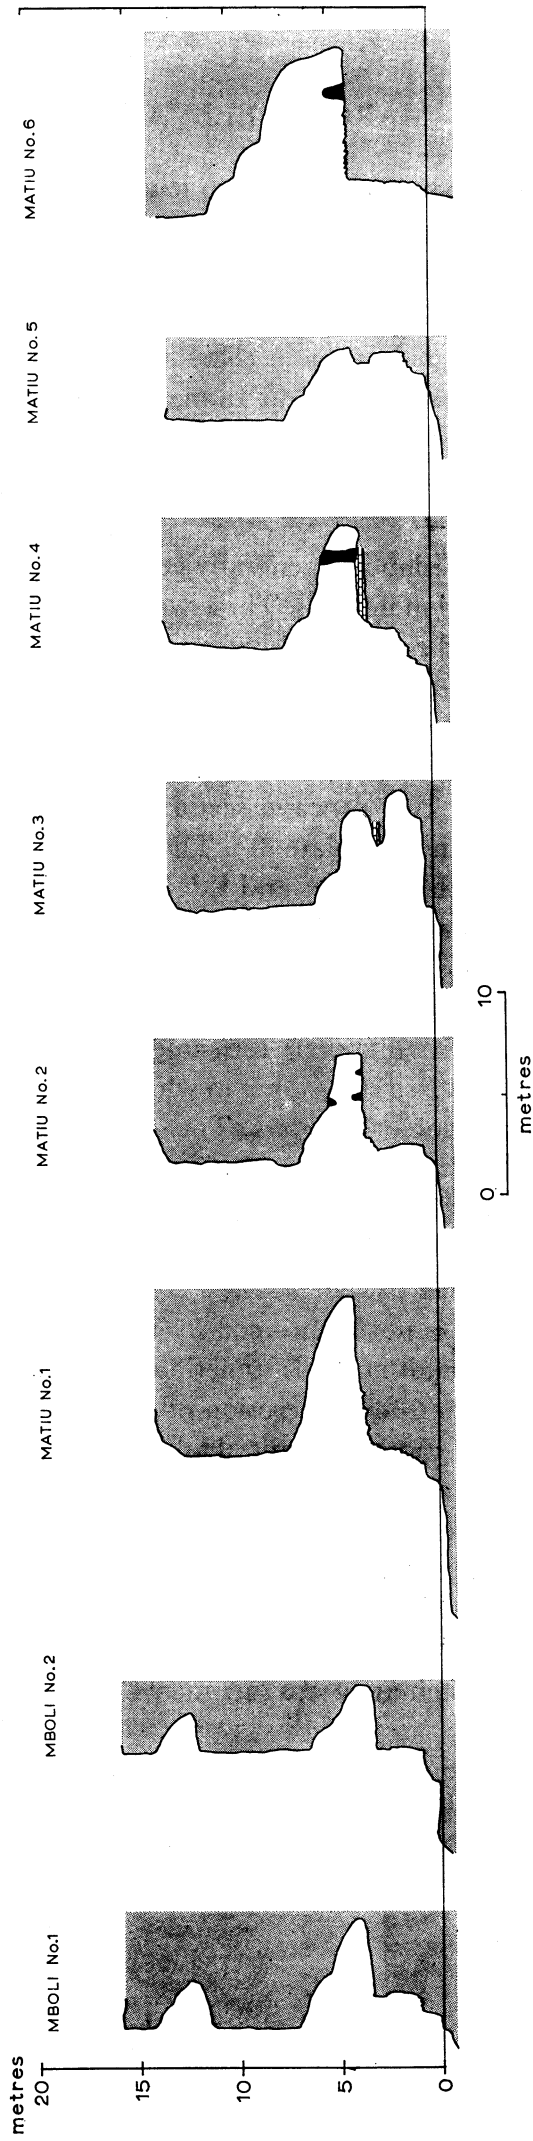 metres
20
15
10
5
0
MBOLI No.1
MBOLI No.2
MATIU No.1
MATIU No.2
MATIU No.3
MATIU No.4
MATIU No.5
MATIU No.6
0
10
metres